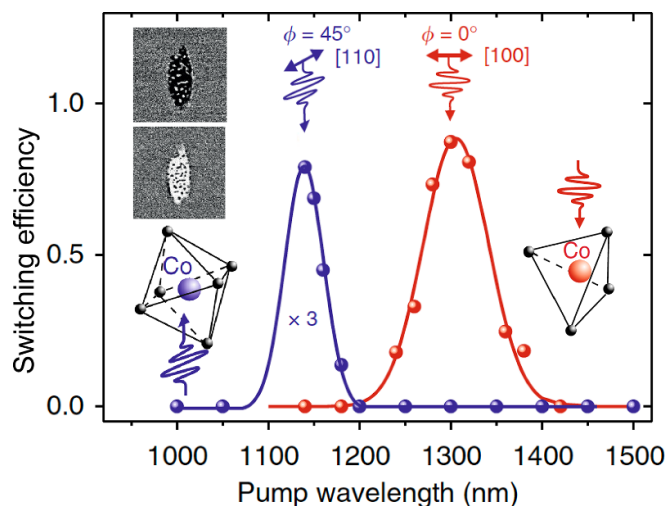 ϕ = 45°
[110]
ϕ = 0°
[100]
Switching efficiency
1.0
0.5
0.0
Co
× 3
Co
1000 1100 1200 1300 1400 1500
Pump wavelength (nm)